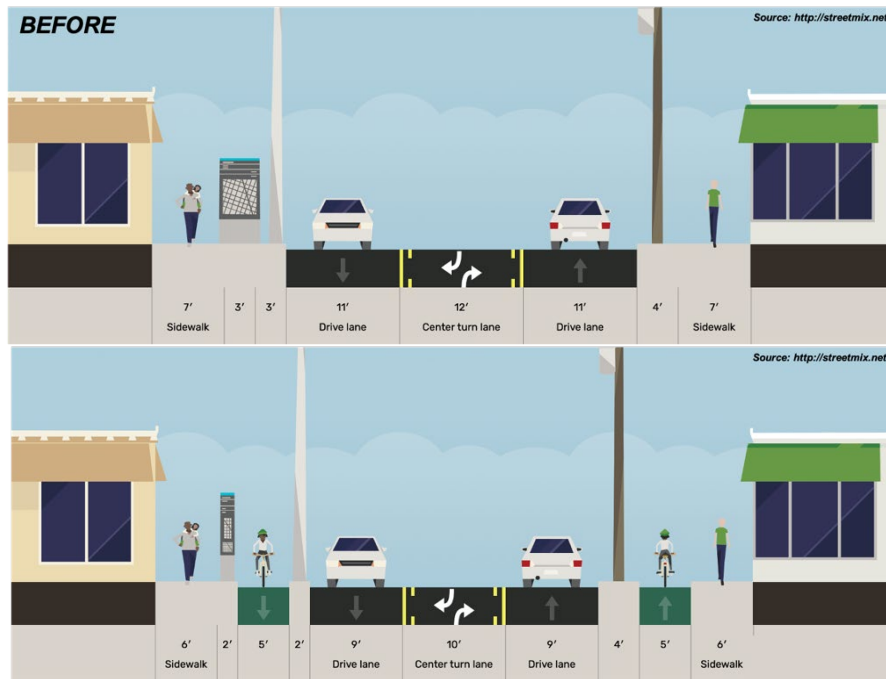 BEFORE
Source: http://streetmix.net
7' 3' 3' 11' 12' 11' 4' 7'
Sidewalk Drive lane Center turn lane Drive lane Sidewalk
Source: http://streetmix.net
6' 2' 5' 2' 9' 10' 9' 4' 5' 6'
Sidewalk Drive lane Center turn lane Drive lane Sidewalk